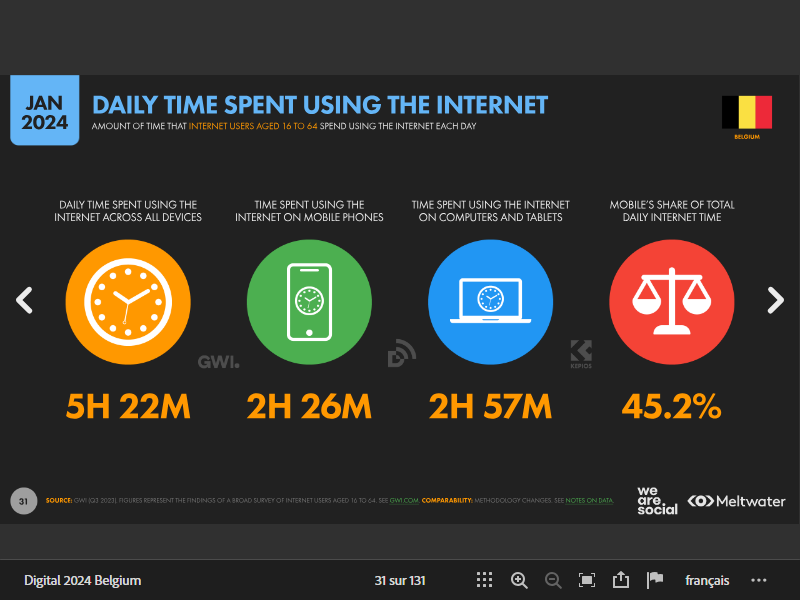 JAN
2024
DAILY TIME SPENT USING THE INTERNET
AMOUNT OF TIME THAT INTERNET USERS AGED 16 TO 64 SPEND USING THE INTERNET EACH DAY
BELGIUM
DAILY TIME SPENT USING THE
INTERNET ACROSS ALL DEVICES
TIME SPENT USING THE
INTERNET ON MOBILE PHONES
TIME SPENT USING THE INTERNET
ON COMPUTERS AND TABLETS
MOBILE'S SHARE OF TOTAL
DAILY INTERNET TIME
GWI.
KEPIOS
5H 22M
2H 26M
2H 57M
45.2%
31
SOURCE: GWI (Q3 2023). FIGURES REPRESENT THE FINDINGS OF A BROAD SURVEY OF INTERNET USERS AGED 16 TO 64. SEE GWI.COM. COMPARABILITY: METHODOLOGY CHANGES. SEE NOTES ON DATA.
we
are.
social
Meltwater
Digital 2024 Belgium
31 sur 131
français